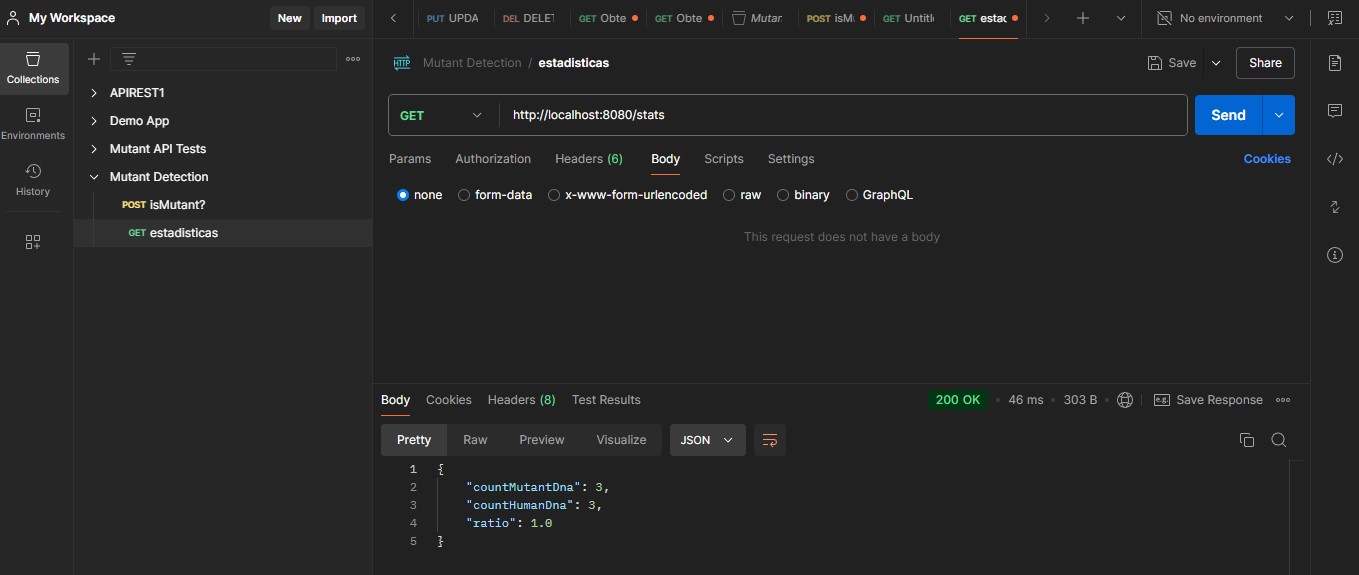 My Workspace
New
Import
PUT UPDA
DEL DELET
GET Obte
GET Obte
Mutan
POST isMu
GET Untitl
GET estad
No environment
Collections
Environments
History
APIREST1
Demo App
Mutant API Tests
Mutant Detection
POST isMutant?
GET estadisticas
HTTP
Mutant Detection / estadisticas
Save
Share
GET
http://localhost:8080/stats
Send
Params
Authorization
Headers (6)
Body
Scripts
Settings
Cookies
none
form-data
x-www-form-urlencoded
raw
binary
GraphQL
This request does not have a body
Body
Cookies
Headers (8)
Test Results
200 OK
46 ms
303 B
e.g.
Save Response
Pretty
Raw
Preview
Visualize
JSON
1 {
2 "countMutantDna": 3,
3 "countHumanDna": 3,
4 "ratio": 1.0
5 }